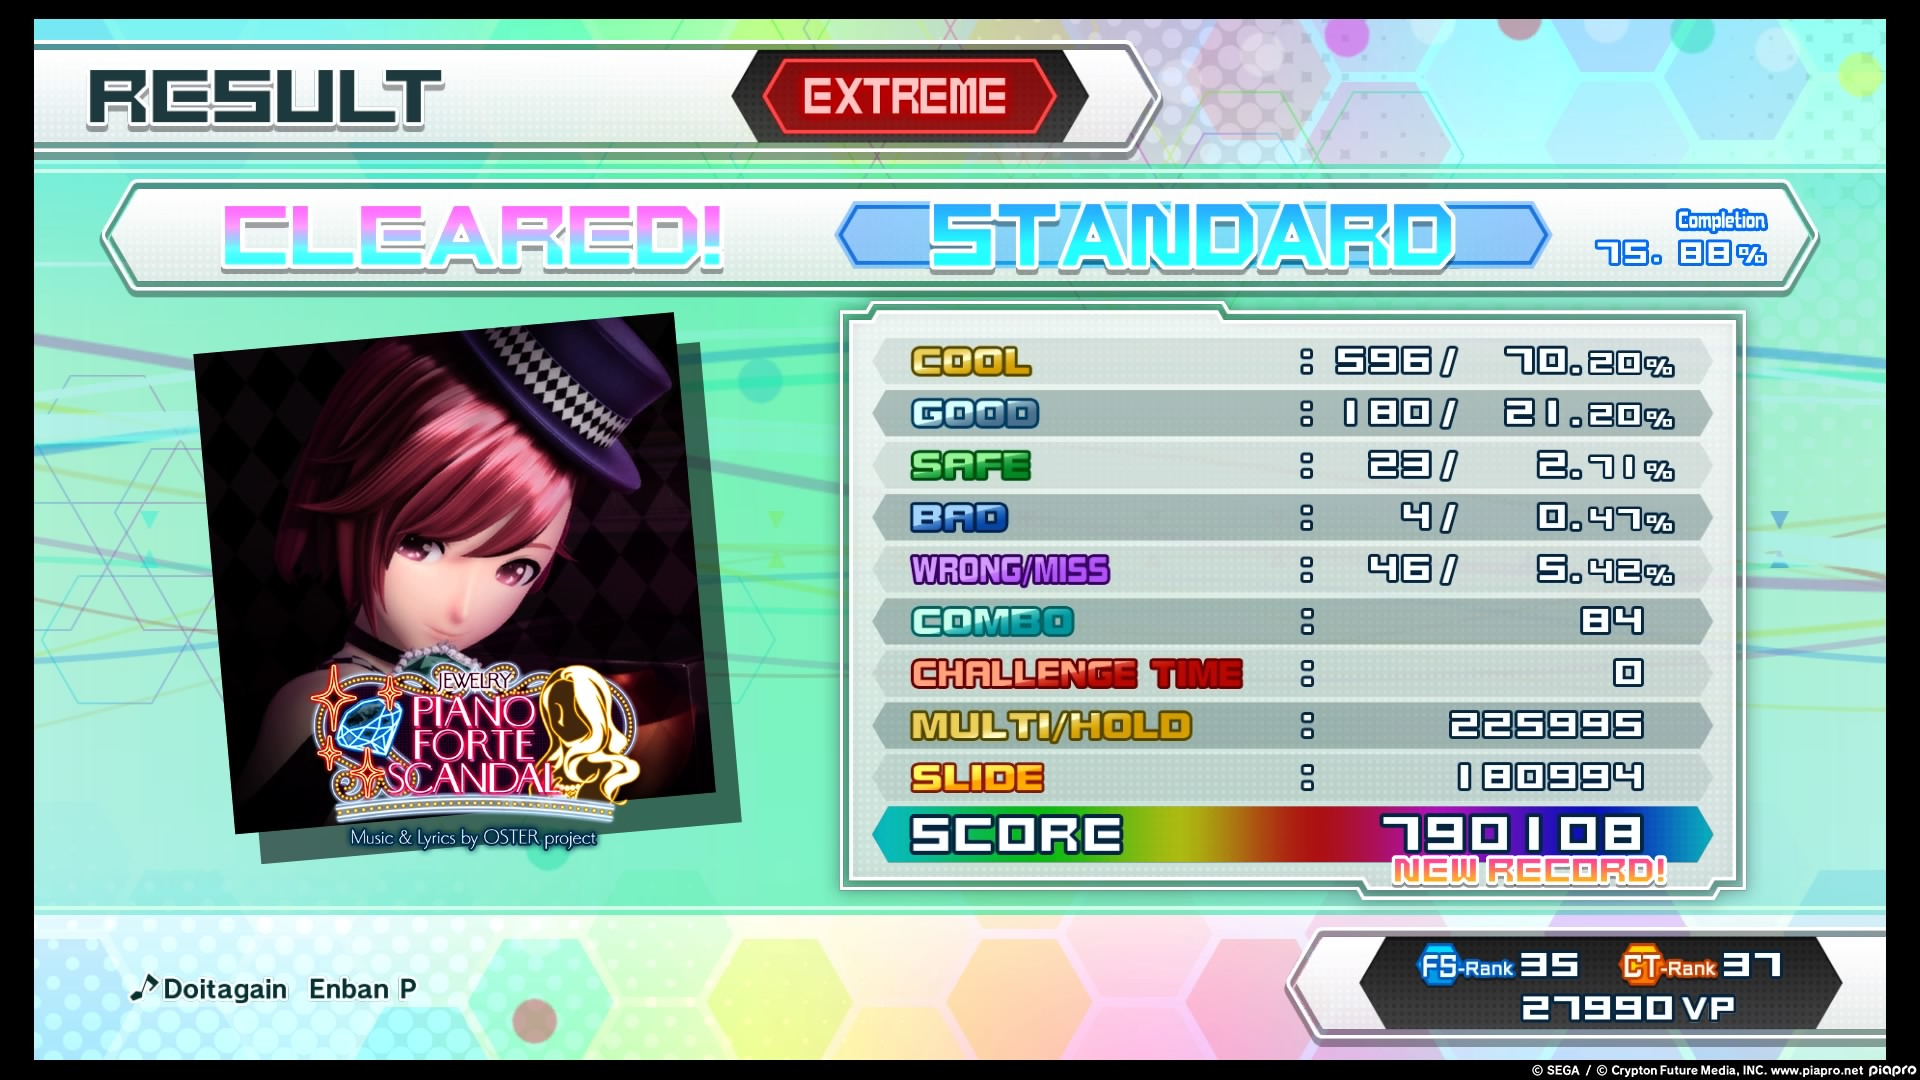 RESULT
EXTREME
CLEARED!
STANDARD
Completion
75. 88%
COOL : 596/ 70.20%
GOOD : 180/ 21.20%
SAFE : 23/ 2.71%
BAD : 4/ 0.47%
WRONG/MISS : 46/ 5.42%
COMBO : 84
CHALLENGE TIME : 0
MULTI/HOLD : 225995
SLIDE : 180994
SCORE 790108
NEW RECORD!
JEWELRY
PIANO
FORTE
SCANDAL
Music & Lyrics by OSTER project
♪Doitagain Enban P
FS-Rank 35 CT-Rank 37
27990 VP
© SEGA / © Crypton Future Media, INC. www.piapro.net piapro